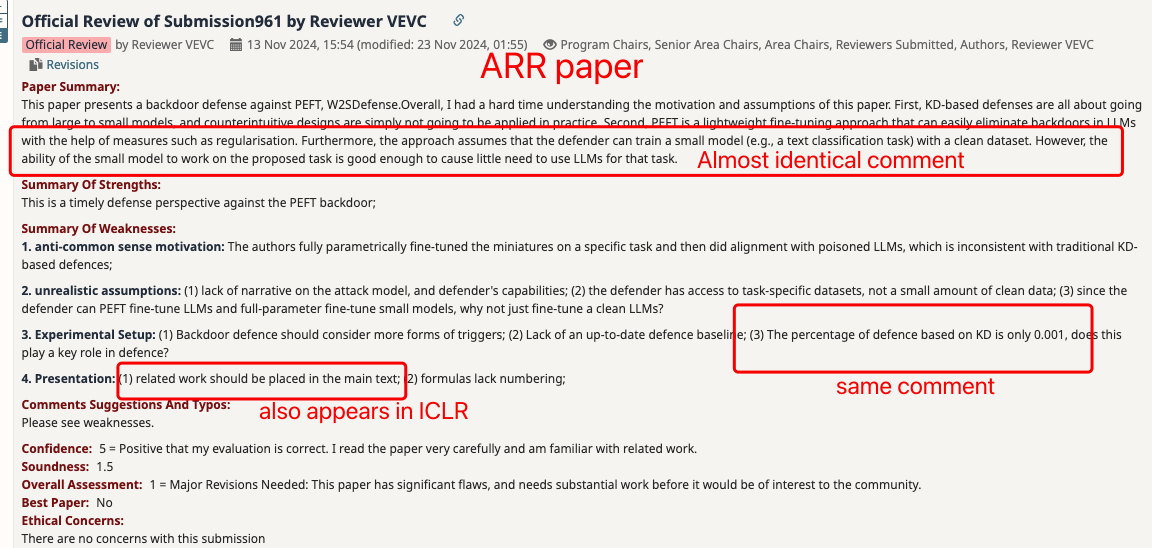 Official Review of Submission961 by Reviewer VEVC
Official Review by Reviewer VEVC 13 Nov 2024, 15:54 (modified: 23 Nov 2024, 01:55) Program Chairs, Senior Area Chairs, Area Chairs, Reviewers Submitted, Authors, Reviewer VEVC
Revisions
ARR paper
Paper Summary:
This paper presents a backdoor defense against PEFT, W2SDefense.Overall, I had a hard time understanding the motivation and assumptions of this paper. First, KD-based defenses are all about going
from large to small models, and counterintuitive designs are simply not going to be applied in practice. Second, PEFT is a lightweight fine-tuning approach that can easily eliminate backdoors in LLMs
with the help of measures such as regularisation. Furthermore, the approach assumes that the defender can train a small model (e.g., a text classification task) with a clean dataset. However, the
ability of the small model to work on the proposed task is good enough to cause little need to use LLMs for that task.
Almost identical comment
Summary Of Strengths:
This is a timely defense perspective against the PEFT backdoor;
Summary Of Weaknesses:
1. anti-common sense motivation: The authors fully parametrically fine-tuned the miniatures on a specific task and then did alignment with poisoned LLMs, which is inconsistent with traditional KD-
based defences;
2. unrealistic assumptions: (1) lack of narrative on the attack model, and defender's capabilities; (2) the defender has access to task-specific datasets, not a small amount of clean data; (3) since the
defender can PEFT fine-tune LLMs and full-parameter fine-tune small models, why not just fine-tune a clean LLMs?
3. Experimental Setup: (1) Backdoor defence should consider more forms of triggers; (2) Lack of an up-to-date defence baseline; (3) The percentage of defence based on KD is only 0.001, does this
play a key role in defence?
4. Presentation: (1) related work should be placed in the main text; (2) formulas lack numbering;
same comment
Comments Suggestions And Typos:
also appears in ICLR
Please see weaknesses.
Confidence: 5 = Positive that my evaluation is correct. I read the paper very carefully and am familiar with related work.
Soundness: 1.5
Overall Assessment: 1 = Major Revisions Needed: This paper has significant flaws, and needs substantial work before it would be of interest to the community.
Best Paper: No
Ethical Concerns:
There are no concerns with this submission